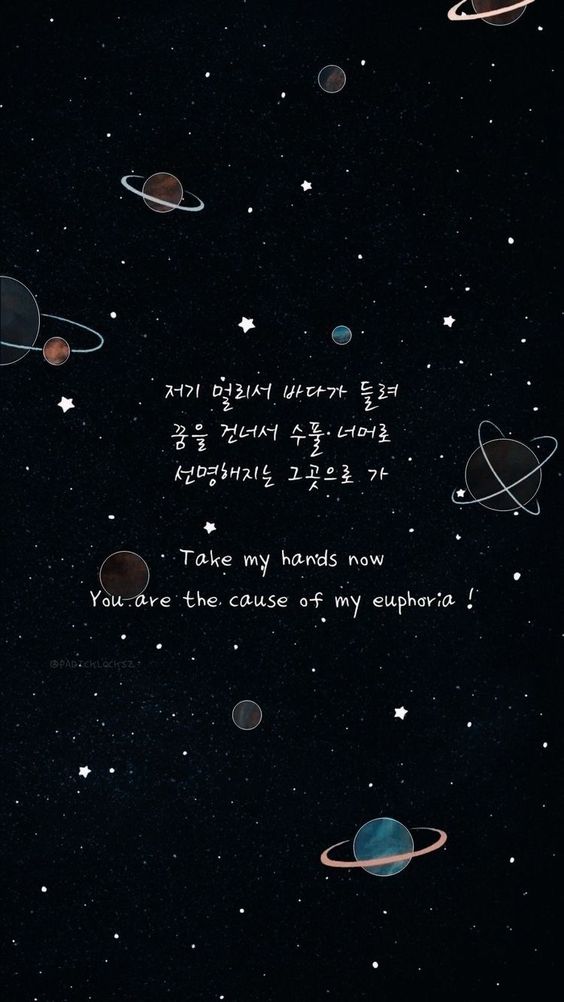 저기 멀리서 바다가 들려
꿈을 건너서 수풀 너머로
선명해지는 그곳으로 가
Take my hands now
You are the cause of my euphoria !